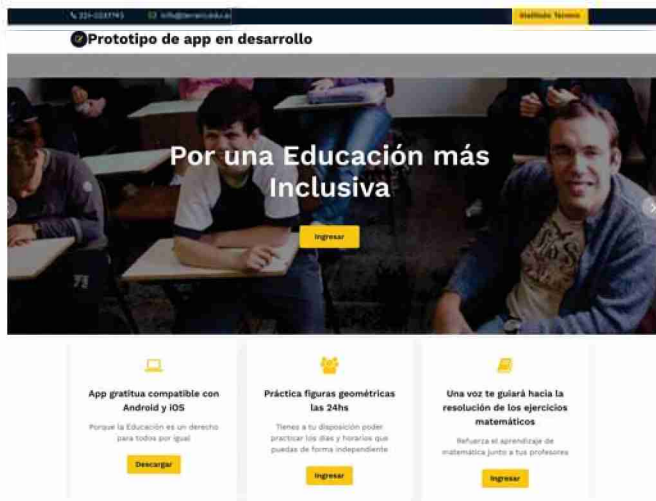 Prototipo de app en desarrollo
Por una Educación más
Inclusiva
Ingresar
App gratitua compatible con
Android y iOS
Porque la Educación es un derecho
para todos por igual
Descargar
Práctica figuras geométricas
las 24hs
Tienes a tu disposición poder
practicar los días y horarios que
puedas de forma independiente
Ingresar
Una voz te guiará hacia la
resolución de los ejercicios
matemáticos
Refuerza el aprendizaje de
matemática junto a tus profesores
Ingresar